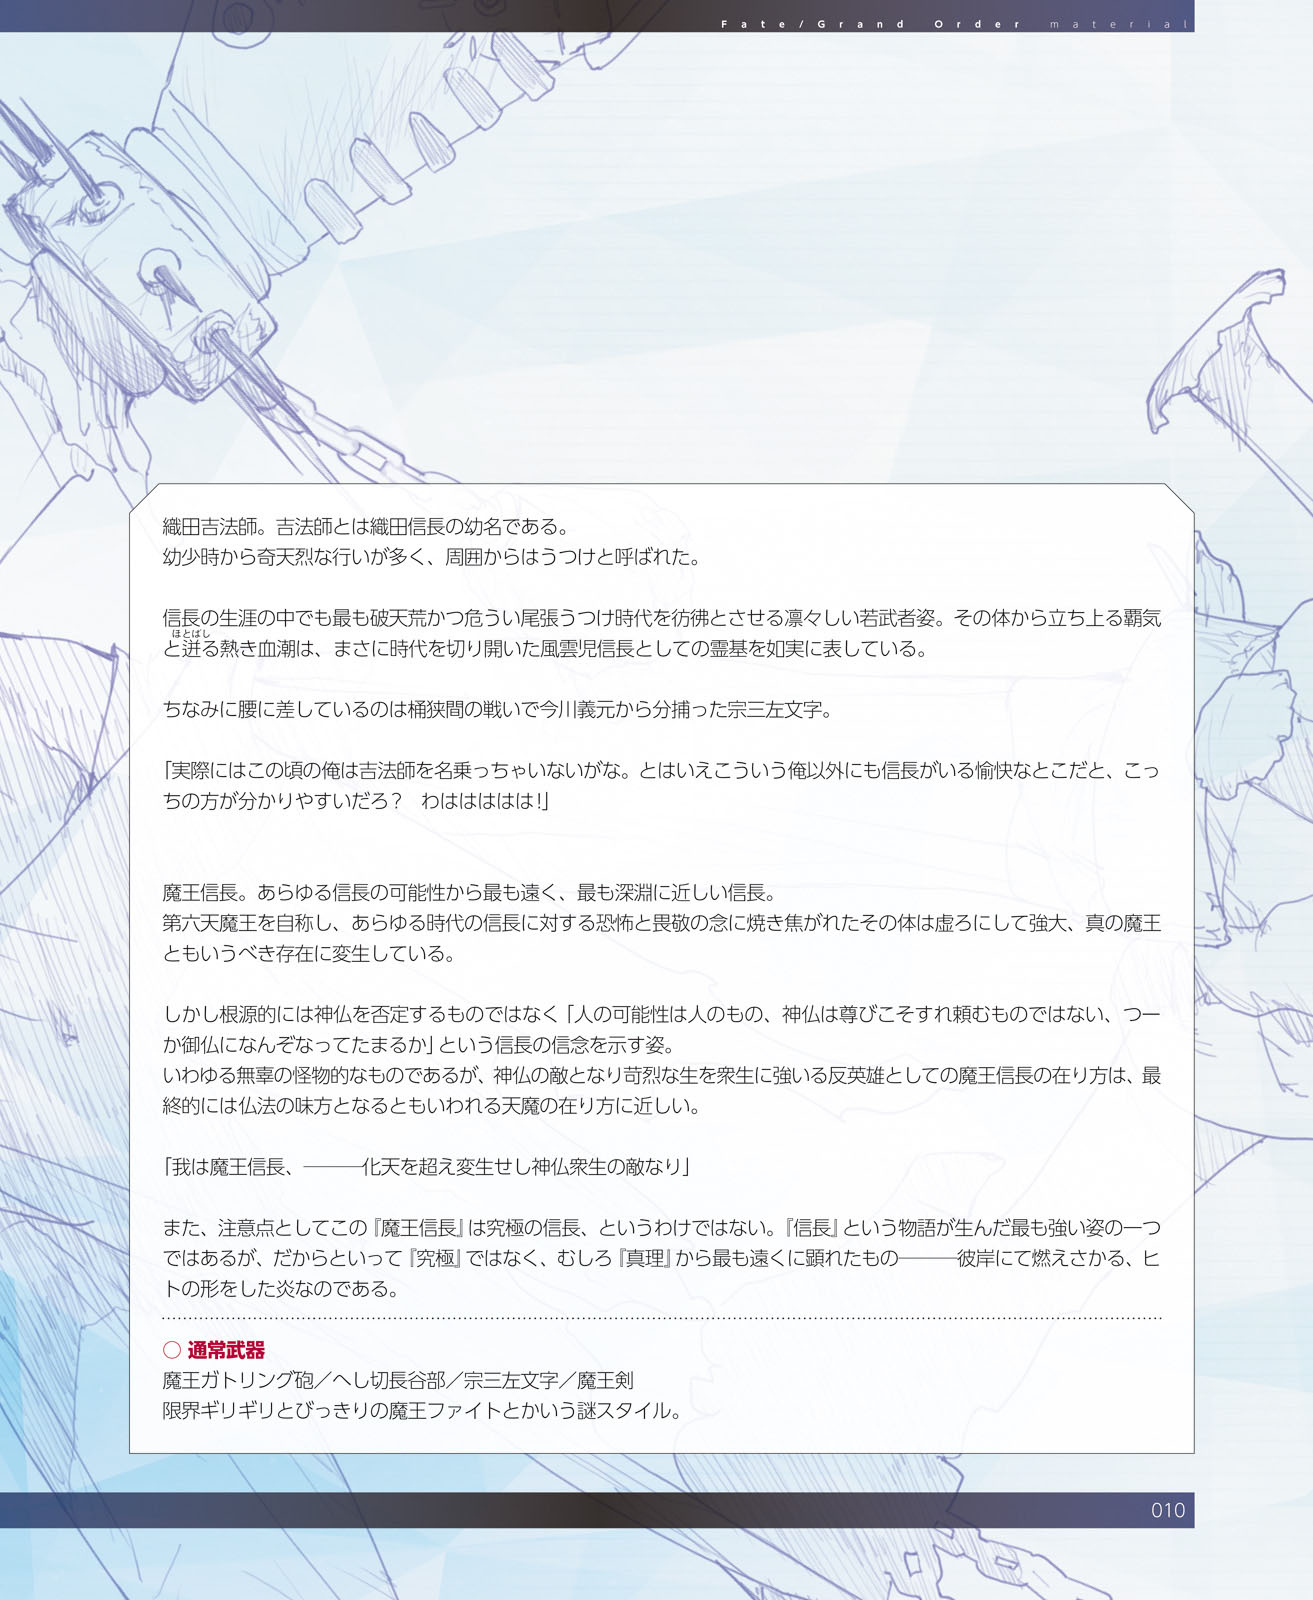 Fate/Grand Order material
織田吉法師。吉法師とは織田信長の幼名である。
幼少時から奇天烈な行いが多く、周囲からはうつけと呼ばれた。
信長の生涯の中でも最も破天荒かつ危うい尾張うつけ時代を彷彿とさせる凛々しい若武者姿。その体から立ち上る覇気
ほとばし
と迸る熱き血潮は、まさに時代を切り開いた風雲児信長としての霊基を如実に表している。
ちなみに腰に差しているのは桶狭間の戦いで今川義元から分捕った宗三左文字。
「実際にはこの頃の俺は吉法師を名乗っちゃいないがな。とはいえこういう俺以外にも信長がいる愉快なとこだと、こっ
ちの方が分かりやすいだろ？　わはははははは！」
魔王信長。あらゆる信長の可能性から最も遠く、最も深淵に近しい信長。
第六天魔王を自称し、あらゆる時代の信長に対する恐怖と畏敬の念に焼き焦がれたその体は虚ろにして強大、真の魔王
ともいうべき存在に変生している。
しかし根源的には神仏を否定するものではなく「人の可能性は人のもの、神仏は尊びこそすれ頼むものではない、つー
か御仏になんぞなってたまるか」という信長の信念を示す姿。
いわゆる無辜の怪物的なものであるが、神仏の敵となり苛烈な生を衆生に強いる反英雄としての魔王信長の在り方は、最
終的には仏法の味方となるともいわれる天魔の在り方に近しい。
「我は魔王信長、―――化天を超え変生せし神仏衆生の敵なり」
また、注意点としてこの『魔王信長』は究極の信長、というわけではない。『信長』という物語が生んだ最も強い姿の一つ
ではあるが、だからといって『究極』ではなく、むしろ『真理』から最も遠くに顕れたもの―――彼岸にて燃えさかる、ヒ
トの形をした炎なのである。
○ 通常武器
魔王ガトリング砲／へし切長谷部／宗三左文字／魔王剣
限界ギリギリとびっきりの魔王ファイトとかいう謎スタイル。
010